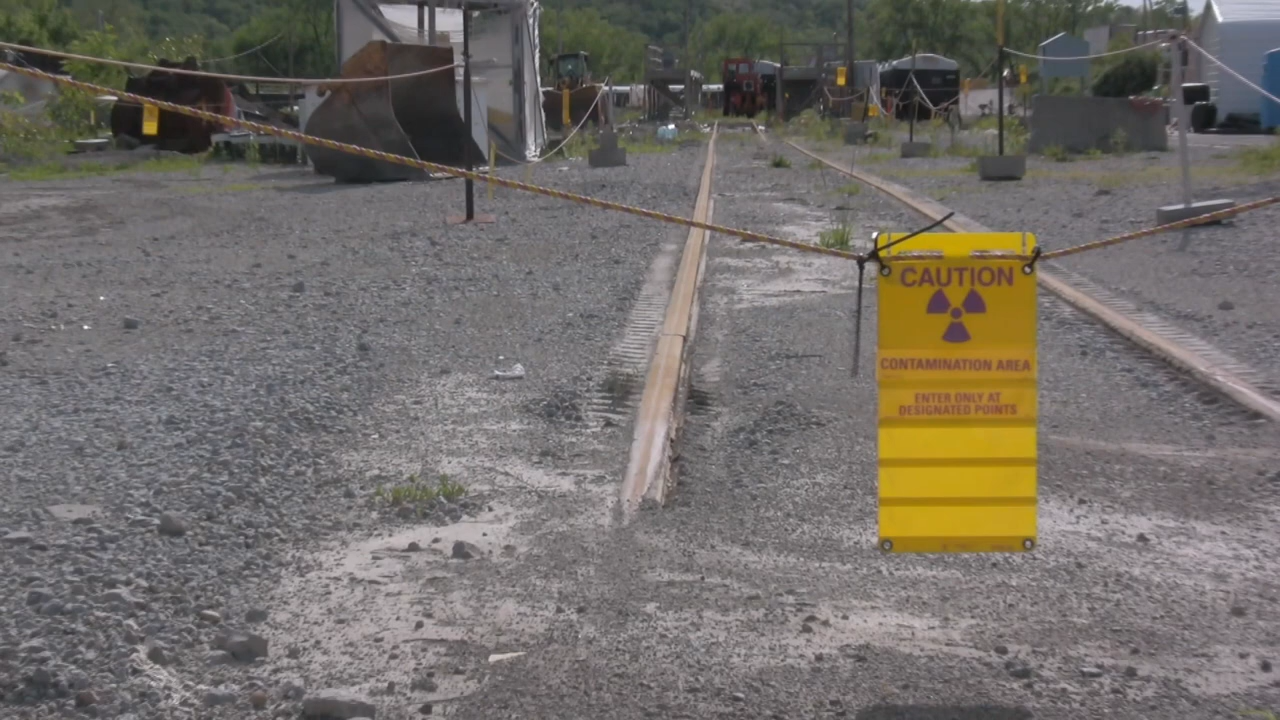 CAUTION
CONTAMINATION AREA
ENTER ONLY AT
DESIGNATED POINTS